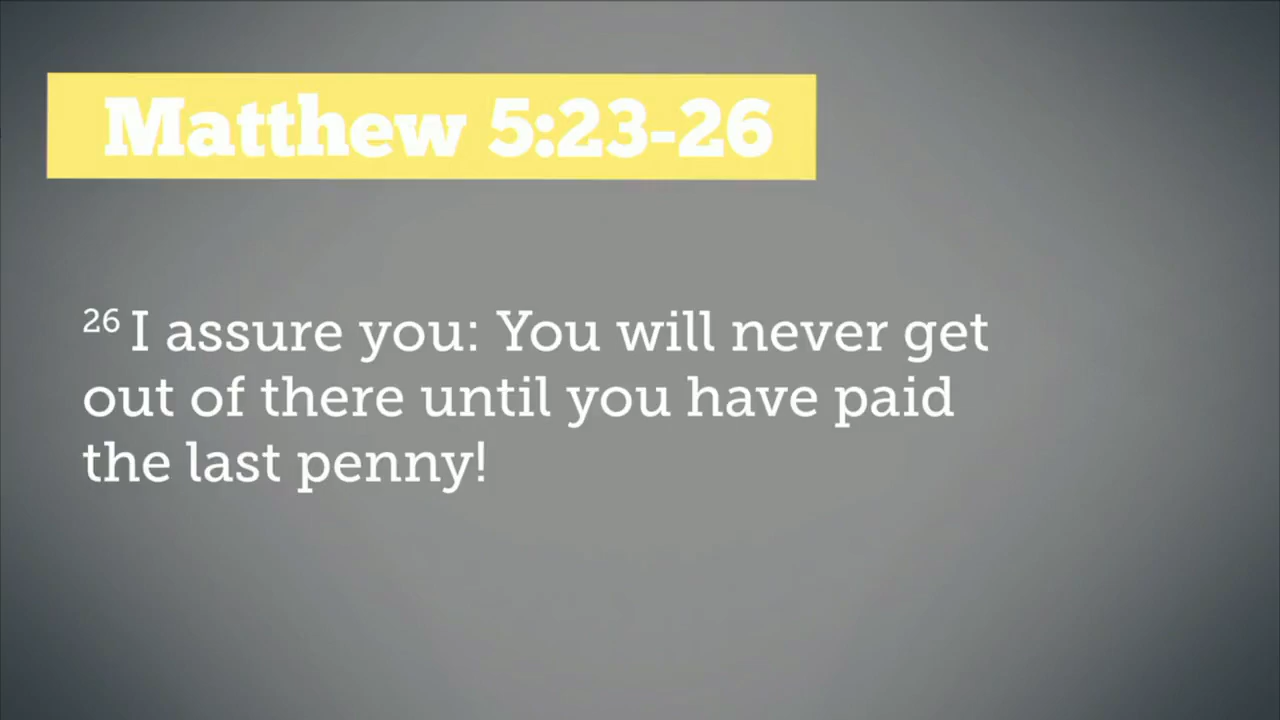 Matthew 5:23-26
26 I assure you: You will never get
out of there until you have paid
the last penny!